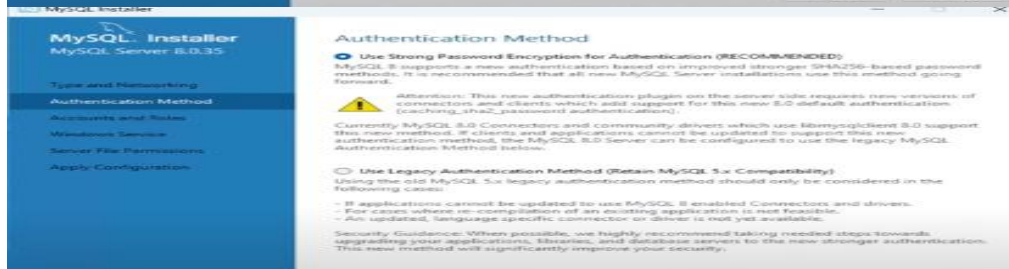 MySQL Installer
MySQL. Installer
MySQL Server 8.0.35
Type and Networking
Authentication Method
Accounts and Roles
Windows Service
Server File Permissions
Apply Configuration
Authentication Method
Use Strong Password Encryption for Authentication (RECOMMENDED)
MySQL 8 supports a new authentication based on improved stronger SHA256-based password
methods. It is recommended that all new MySQL Server installations use this method going
forward.
Attention: This new authentication plugin on the server side requires new versions of
connectors and clients which add support for this new 8.0 default authentication
(caching_sha2_password authentication).
Currently MySQL 8.0 Connectors and community drivers which use libmysqlclient 8.0 support
this new method. If clients and applications cannot be updated to support this new
authentication method, the MySQL 8.0 Server can be configured to use the legacy MySQL
Authentication Method below.
Use Legacy Authentication Method (Retain MySQL 5.x Compatibility)
Using the old MySQL 5.x legacy authentication method should only be considered in the
following cases:
- If applications cannot be updated to use MySQL 8 enabled Connectors and drivers.
- For cases where re-compilation of an existing application is not feasible.
- An updated, language specific connector or driver is not yet available.
Security Guidance: When possible, we highly recommend taking needed steps towards
upgrading your applications, libraries, and database servers to the new stronger authentication.
This new method will significantly improve your security.